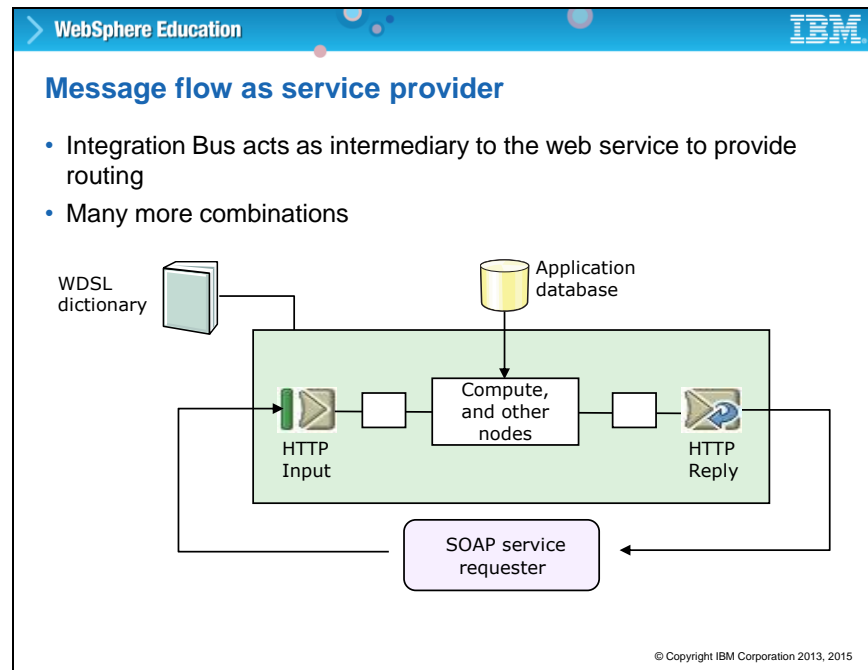 WebSphere Education
IBM
Message flow as service provider
• Integration Bus acts as intermediary to the web service to provide
routing
• Many more combinations
WDSL
dictionary
Application
database
Compute,
and other
nodes
HTTP
Input
HTTP
Reply
SOAP service
requester
© Copyright IBM Corporation 2013, 2015